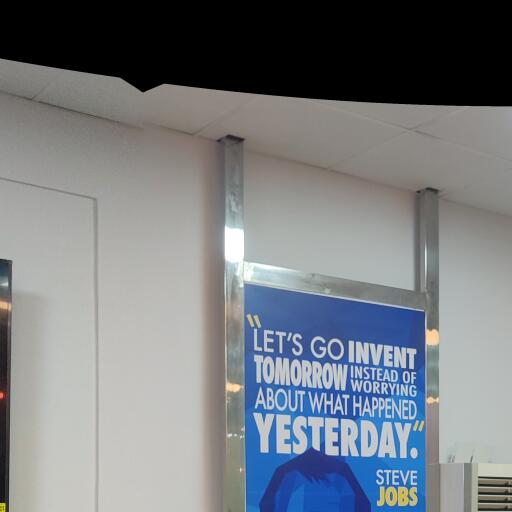 "LET'S GO INVENT
TOMORROW INSTEAD OF
WORRYING
ABOUT WHAT HAPPENED
YESTERDAY."
STEVE
JOBS